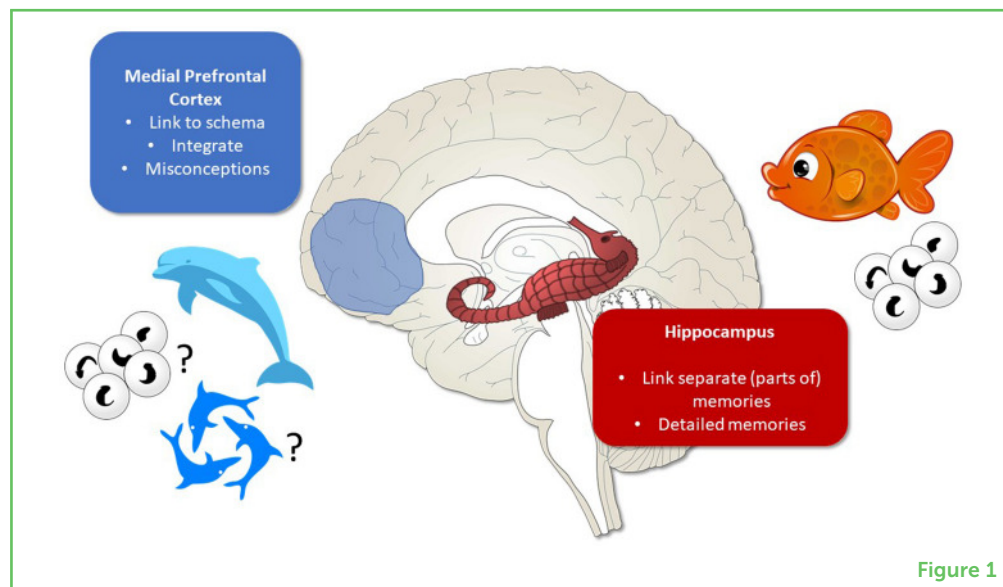 Medial Prefrontal
Cortex
• Link to schema
• Integrate
• Misconceptions
?
?
Hippocampus
• Link separate (parts of)
memories
• Detailed memories
Figure 1